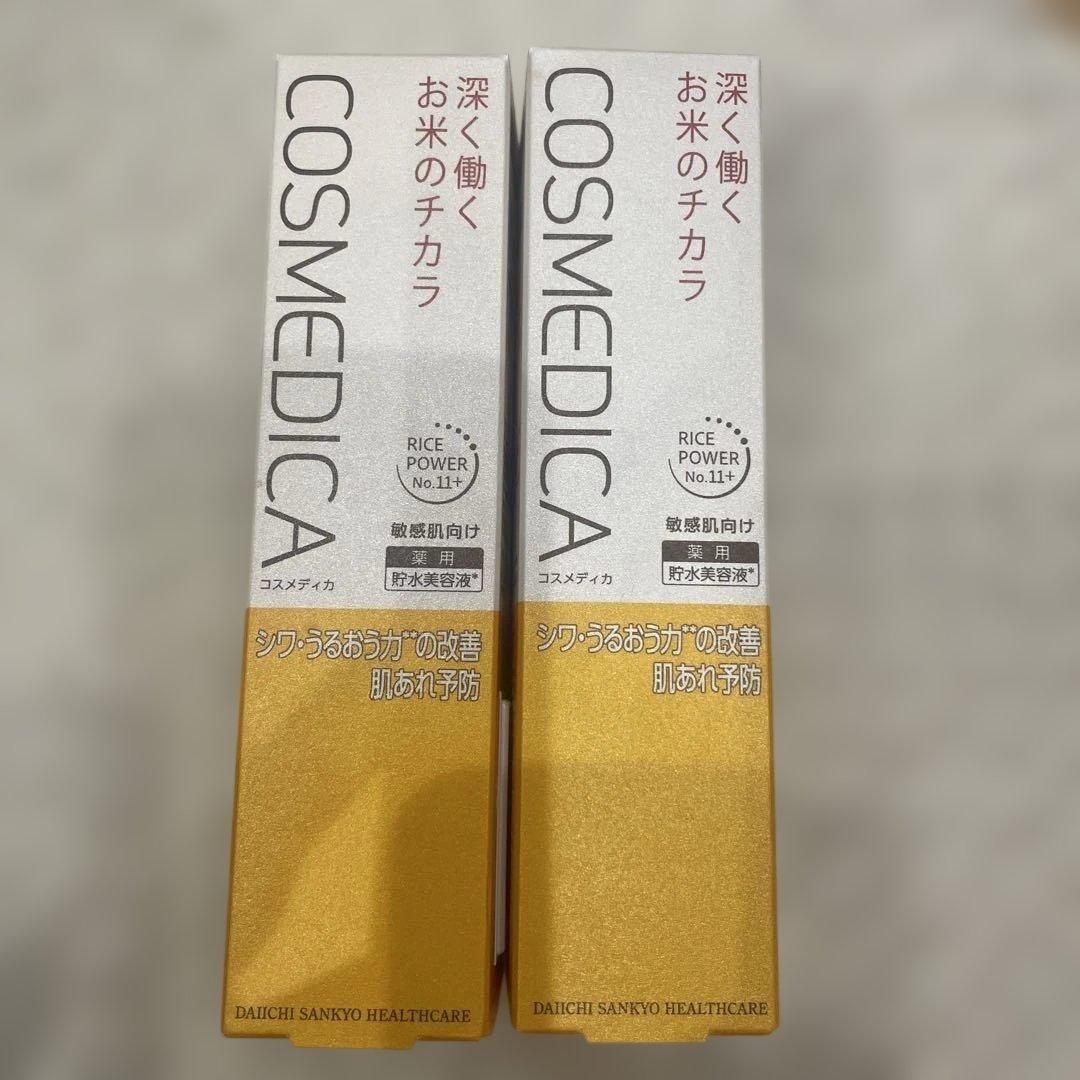 深く働く
お米のチカラ
COSMEDICA
コスメディカ
RICE
POWER
No.11+
敏感肌向け
薬用
貯水美容液*
シワ・うるおう力**の改善
肌あれ予防
DAIICHI SANKYO HEALTHCARE
深く働く
お米のチカラ
COSMEDICA
コスメディカ
RICE
POWER
No.11+
敏感肌向け
薬用
貯水美容液*
シワ・うるおう力**の改善
肌あれ予防
DAIICHI SANKYO HEALTHCARE